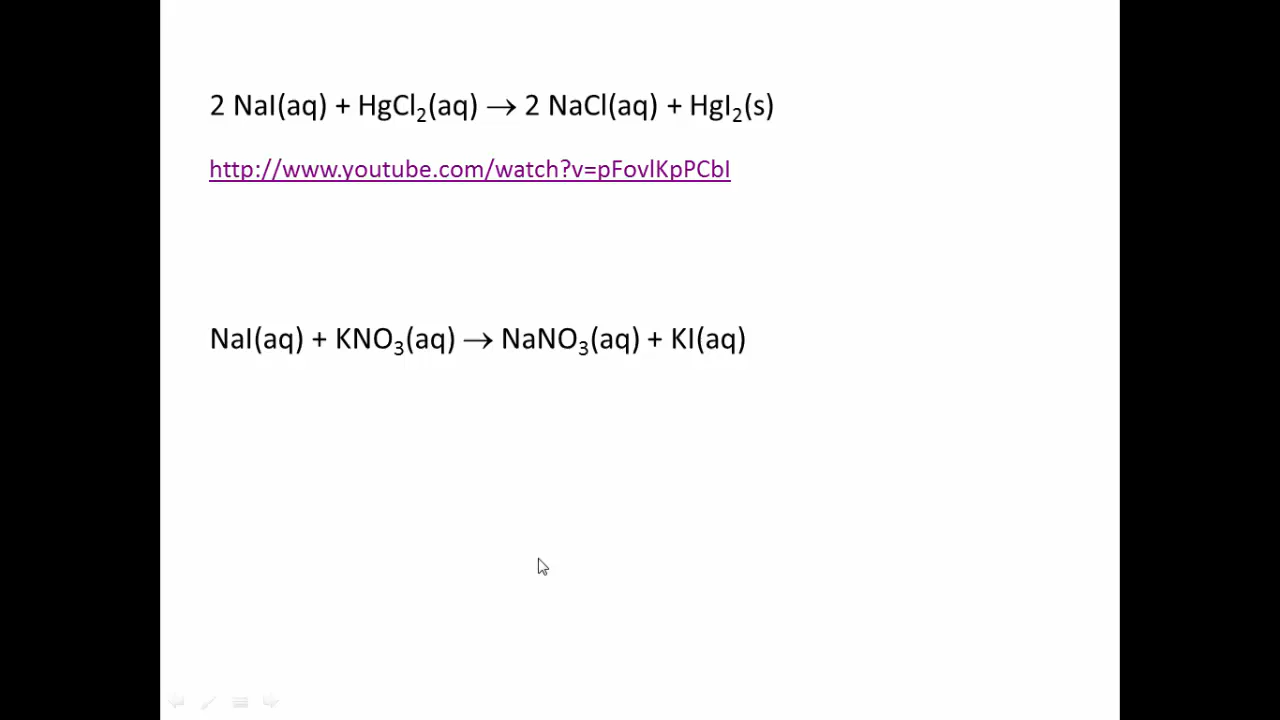 2 NaI(aq) + HgCl₂(aq) → 2 NaCl(aq) + HgI₂(s)
http://www.youtube.com/watch?v=pFovlKpPCbI
NaI(aq) + KNO₃(aq) → NaNO₃(aq) + KI(aq)